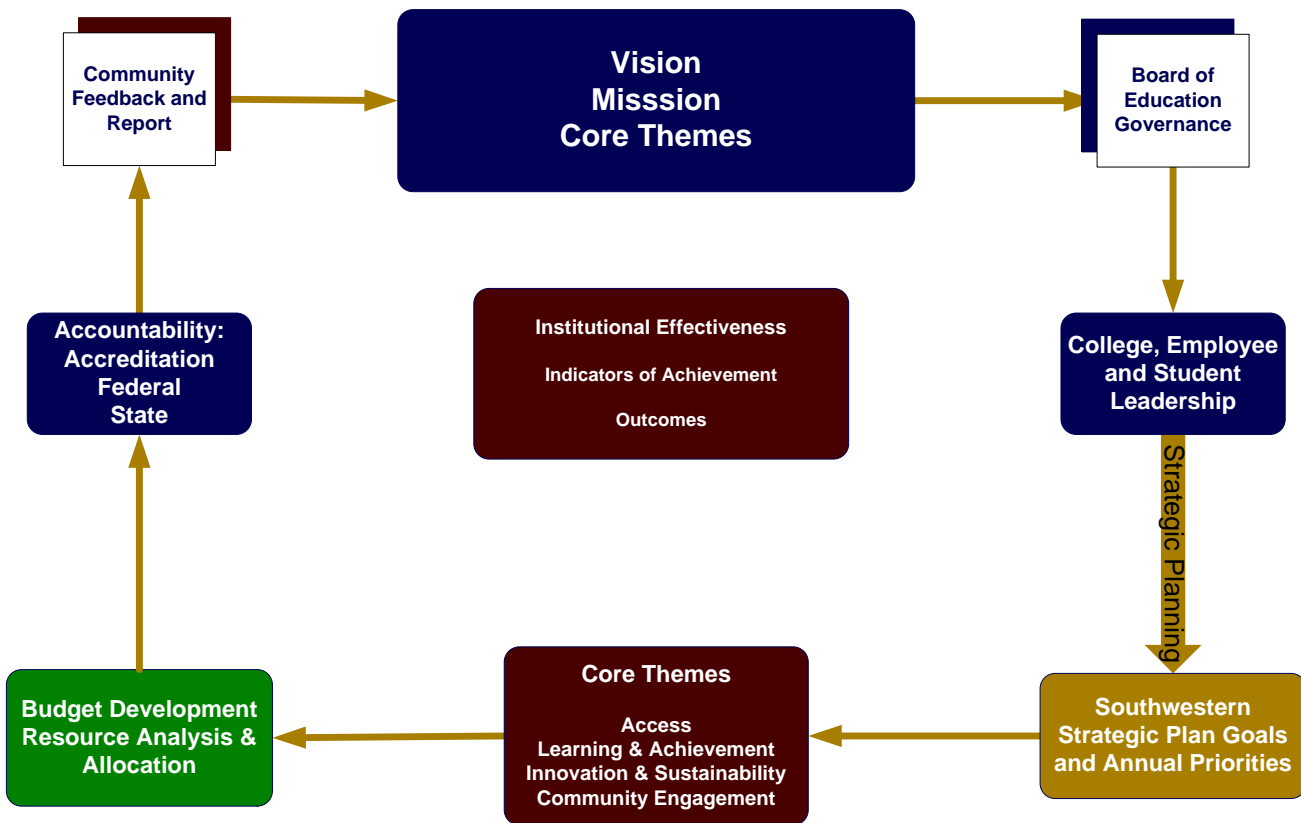 Community
Feedback and
Report
Vision
Misssion
Core Themes
Board of
Education
Governance
Accountability:
Accreditation
Federal
State
Institutional Effectiveness
Indicators of Achievement
Outcomes
College, Employee
and Student
Leadership
Strategic Planning
Budget Development
Resource Analysis &
Allocation
Core Themes
Access
Learning & Achievement
Innovation & Sustainability
Community Engagement
Southwestern
Strategic Plan Goals
and Annual Priorities